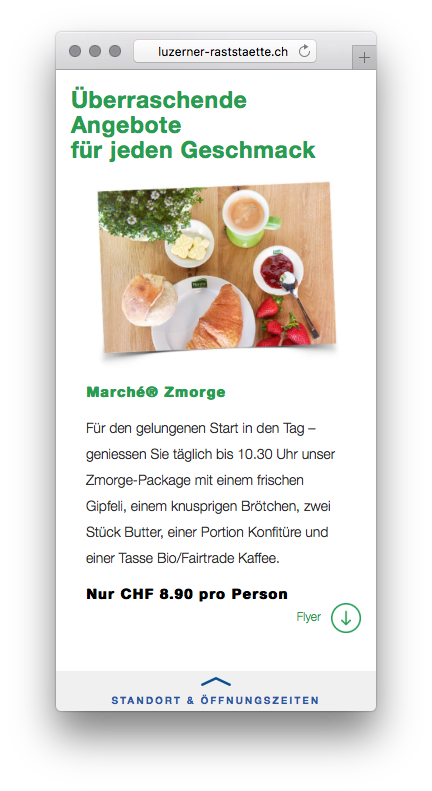 luzerner-raststaette.ch
Überraschende
Angebote
für jeden Geschmack
Marché® Zmorge
Für den gelungenen Start in den Tag –
geniessen Sie täglich bis 10.30 Uhr unser
Zmorge-Package mit einem frischen
Gipfeli, einem knusprigen Brötchen, zwei
Stück Butter, einer Portion Konfitüre und
einer Tasse Bio/Fairtrade Kaffee.
Nur CHF 8.90 pro Person
Flyer
STANDORT & ÖFFNUNGSZEITEN